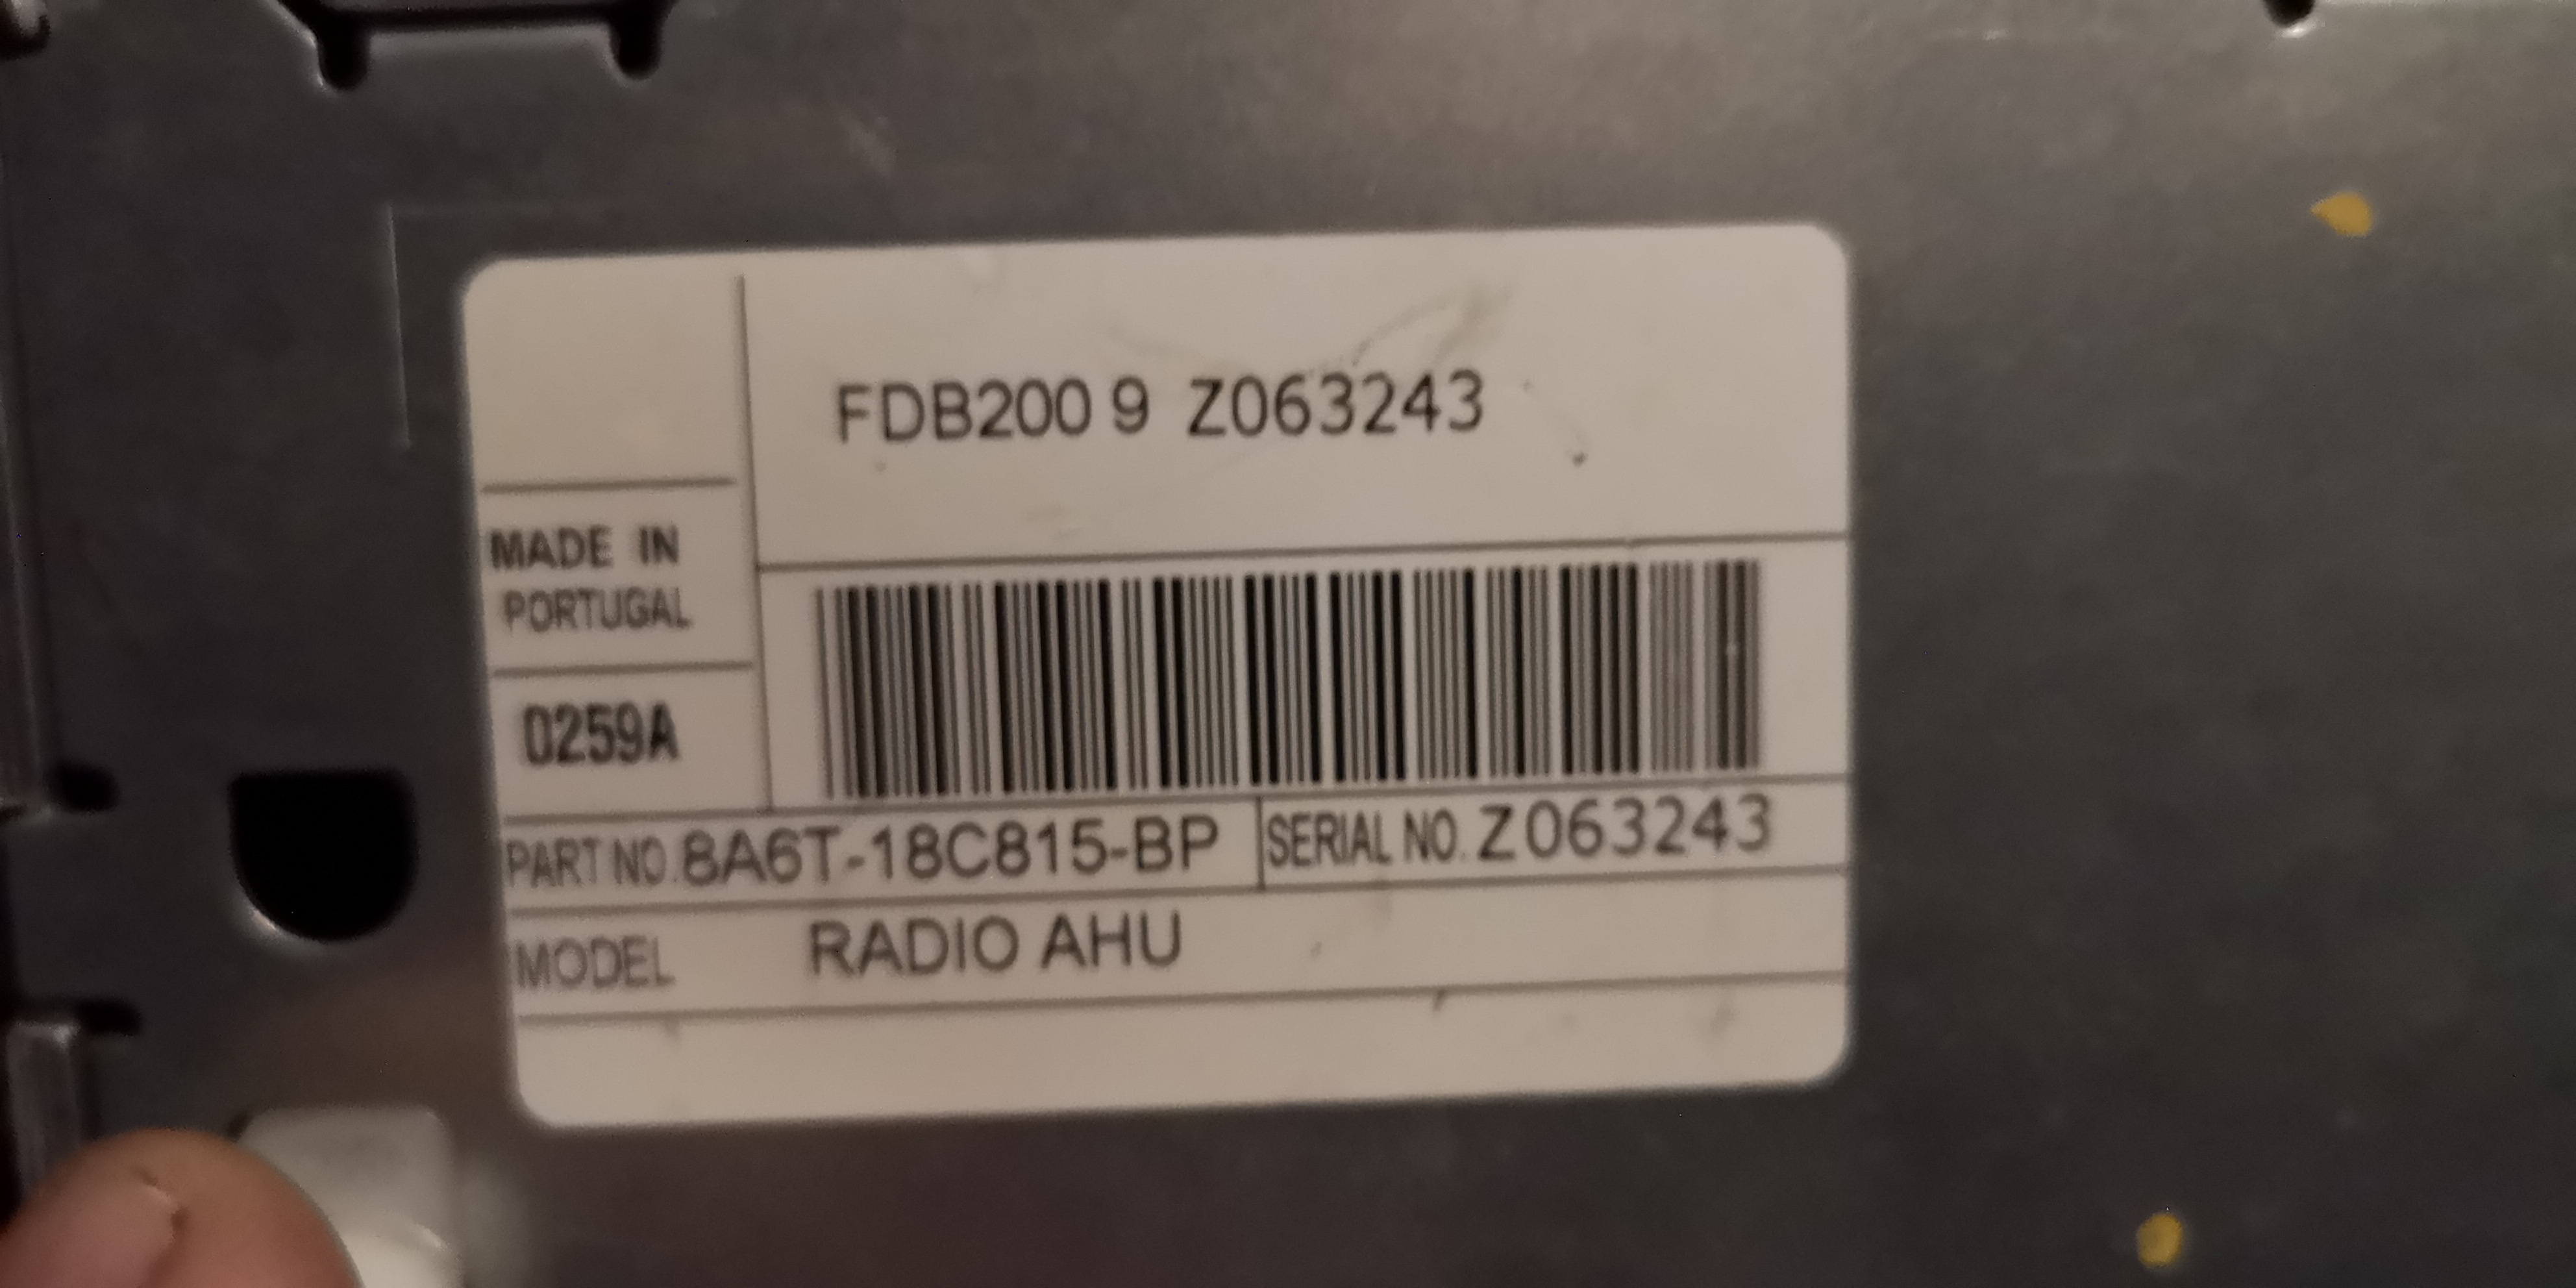 FDB200 9 Z063243
MADE IN
PORTUGAL
0259A
PART NO. 8A6T-18C815-BP SERIAL NO. Z063243
MODEL RADIO AHU